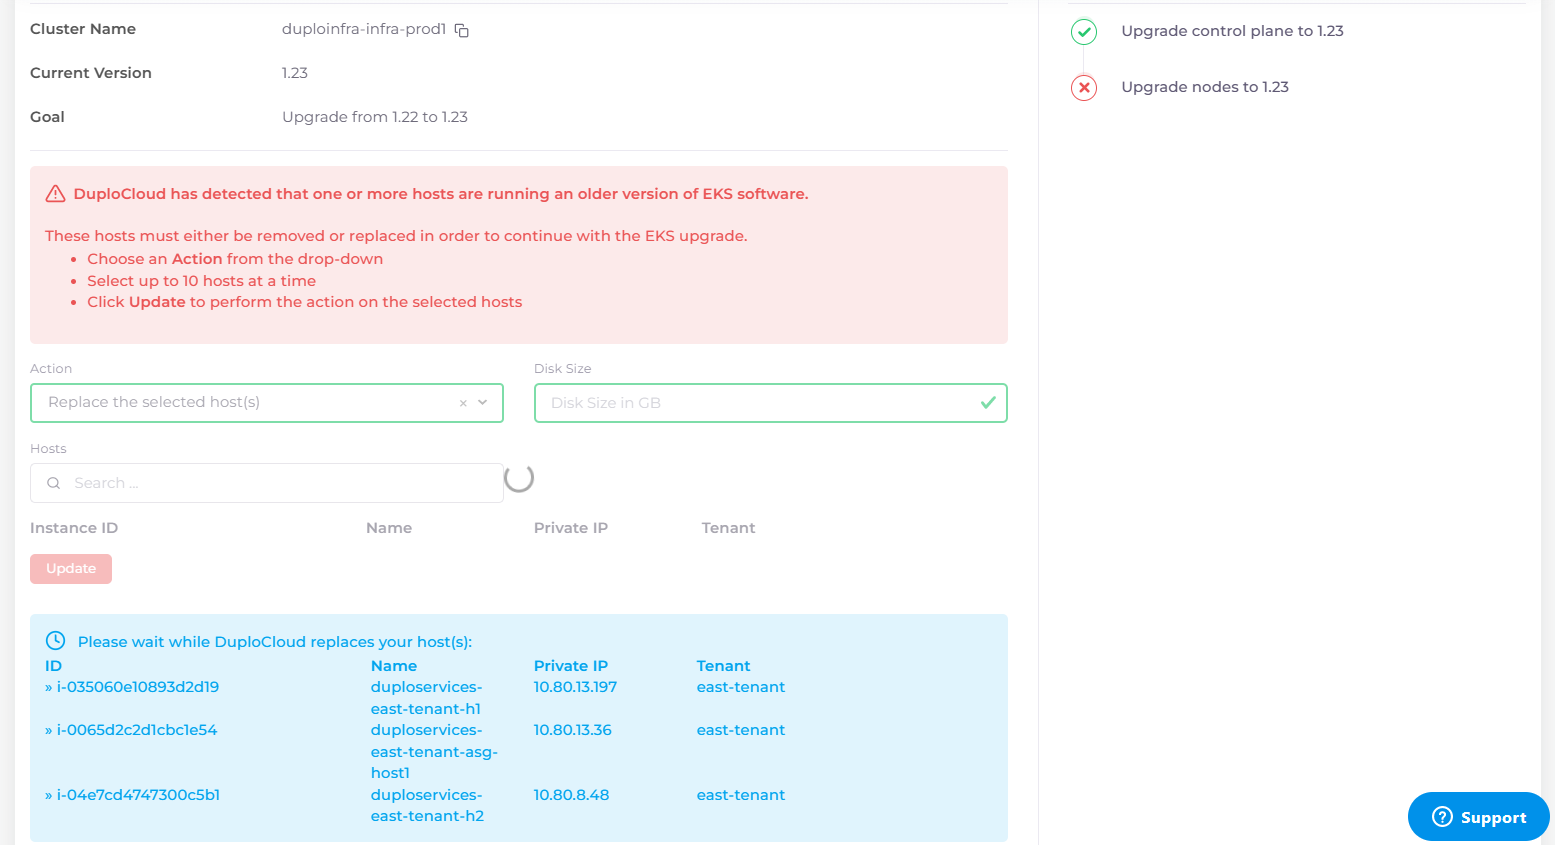 Cluster Name duploinfra-infra-prod1
Current Version 1.23
Goal Upgrade from 1.22 to 1.23
DuploCloud has detected that one or more hosts are running an older version of EKS software.
These hosts must either be removed or replaced in order to continue with the EKS upgrade.
• Choose an Action from the drop-down
• Select up to 10 hosts at a time
• Click Update to perform the action on the selected hosts
Action Disk Size
Replace the selected host(s) × Disk Size in GB
Hosts
Search ...
Instance ID Name Private IP Tenant
Update
Please wait while DuploCloud replaces your host(s):
ID Name Private IP Tenant
» i-035060e10893d2d19 duploservices- 10.80.13.197 east-tenant
east-tenant-h1
» i-0065d2c2d1cbc1e54 duploservices- 10.80.13.36 east-tenant
east-tenant-asg-
host1
» i-04e7cd4747300c5b1 duploservices- 10.80.8.48 east-tenant
east-tenant-h2
Upgrade control plane to 1.23
Upgrade nodes to 1.23
Support